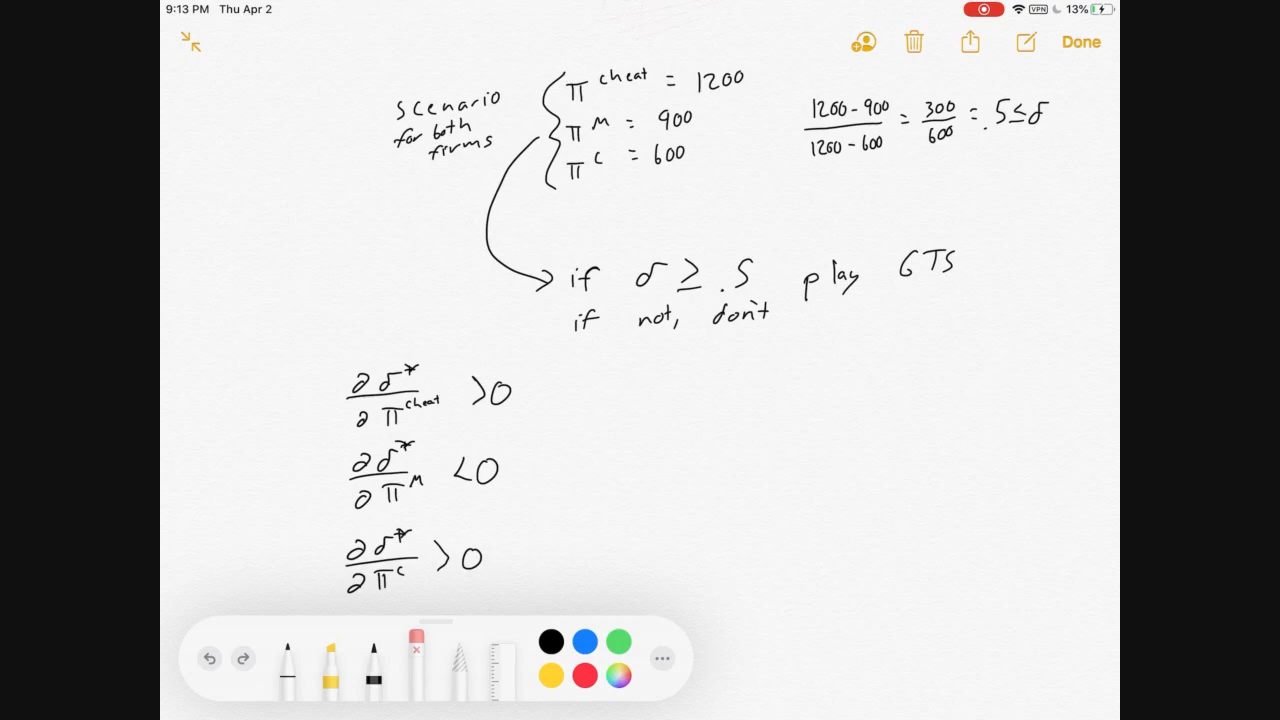 9:13 PM Thu Apr 2
VPN 13%
Done
Scenario
for both
firms
π^cheat = 1200
π^M = 900
π^C = 600
(1200 - 900)/(1200 - 600) = 300/600 = .5 ≤ δ
if δ ≥ .5 play GTS
if not, don't
∂δ*/∂π^cheat >0
∂δ*/∂π^M <0
∂δ*/∂π^C >0